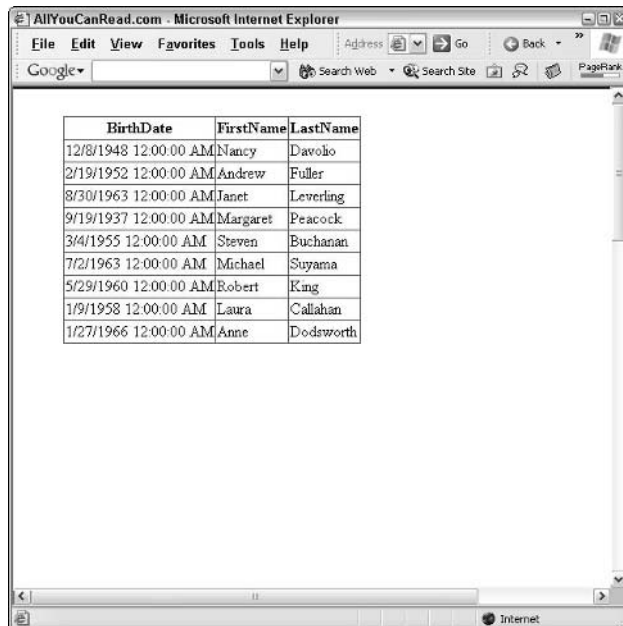 AllYouCanRead.com - Microsoft Internet Explorer
File Edit View Favorites Tools Help Address Go Back »
Google Search Web Search Site PageRank
BirthDate FirstName LastName
12/8/1948 12:00:00 AM Nancy Davolio
2/19/1952 12:00:00 AM Andrew Fuller
8/30/1963 12:00:00 AM Janet Leverling
9/19/1937 12:00:00 AM Margaret Peacock
3/4/1955 12:00:00 AM Steven Buchanan
7/2/1963 12:00:00 AM Michael Suyama
5/29/1960 12:00:00 AM Robert King
1/9/1958 12:00:00 AM Laura Callahan
1/27/1966 12:00:00 AM Anne Dodsworth
Internet